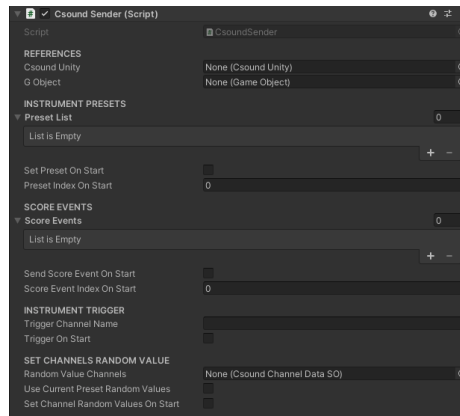 # Csound Sender (Script)
Script # CsoundSender
REFERENCES
Csound Unity None (Csound Unity)
G Object None (Game Object)
INSTRUMENT PRESETS
Preset List 0
List is Empty
+ −
Set Preset On Start
Preset Index On Start 0
SCORE EVENTS
Score Events 0
List is Empty
+ −
Send Score Event On Start
Score Event Index On Start 0
INSTRUMENT TRIGGER
Trigger Channel Name
Trigger On Start
SET CHANNELS RANDOM VALUE
Random Value Channels None (Csound Channel Data SO)
Use Current Preset Random Values
Set Channel Random Values On Start